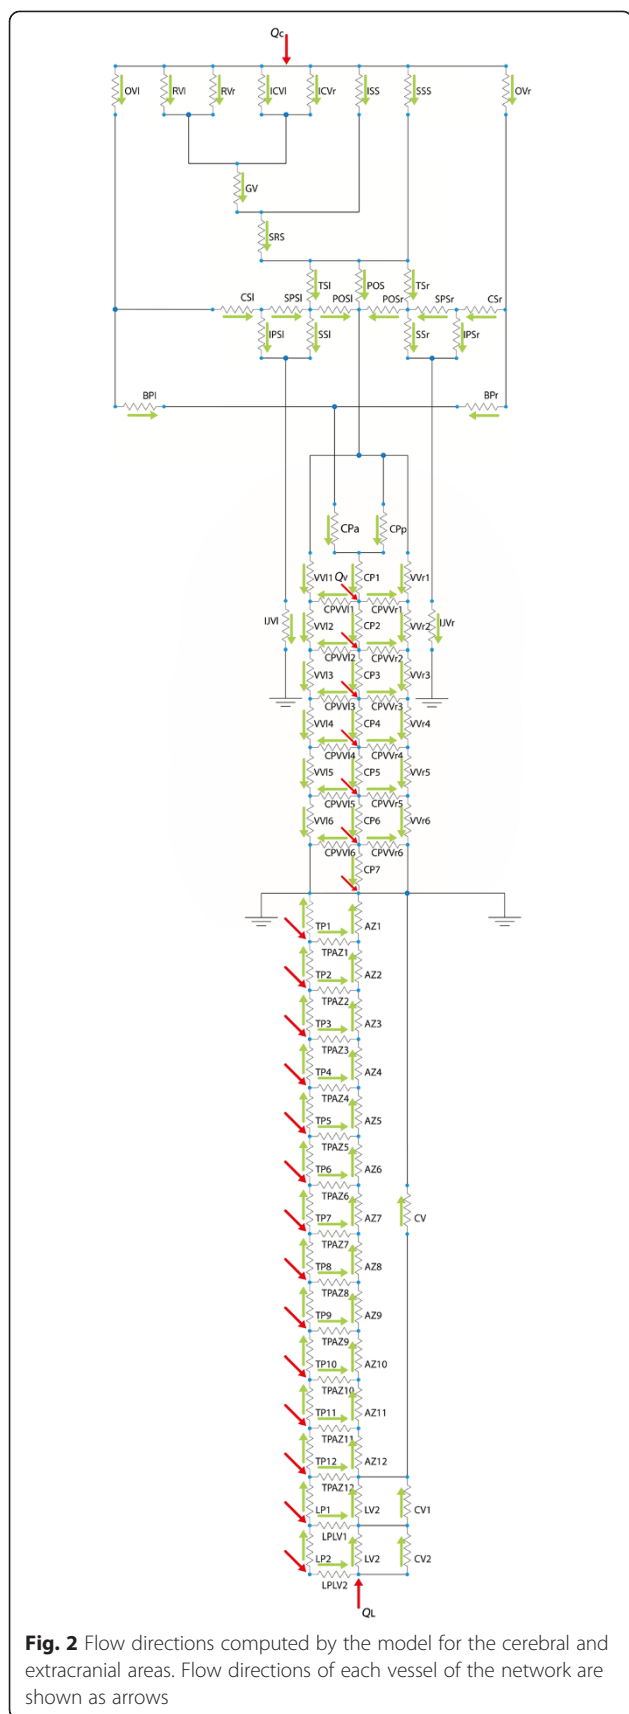 Qc
OVl RVl RVr ICVl ICVr ISS SSS OVr
GV
SRS
TSl POS TSr
CSl SPSl POSl POSr SPSr CSr
IPSl SSl SSr IPSr
BPl BPr
CPa CPp
VVl1 Qv CP1 VVr1
CPVVl1 CPVVr1
IJVl VVl2 CP2 VVr2 IJVr
CPVVl2 CPVVr2
VVl3 CP3 VVr3
CPVVl3 CPVVr3
VVl4 CP4 VVr4
CPVVl4 CPVVr4
VVl5 CP5 VVr5
CPVVl5 CPVVr5
VVl6 CP6 VVr6
CPVVl6 CPVVr6
CP7
TP1 AZ1
TPAZ1
TP2 AZ2
TPAZ2
TP3 AZ3
TPAZ3
TP4 AZ4
TPAZ4
TP5 AZ5
TPAZ5
TP6 AZ6
TPAZ6
TP7 AZ7 CV
TPAZ7
TP8 AZ8
TPAZ8
TP9 AZ9
TPAZ9
TP10 AZ10
TPAZ10
TP11 AZ11
TPAZ11
TP12 AZ12
TPAZ12
LP1 LV2 CV1
LPLV1
LP2 LV2 CV2
LPLV2
QL
Fig. 2 Flow directions computed by the model for the cerebral and
extracranial areas. Flow directions of each vessel of the network are
shown as arrows